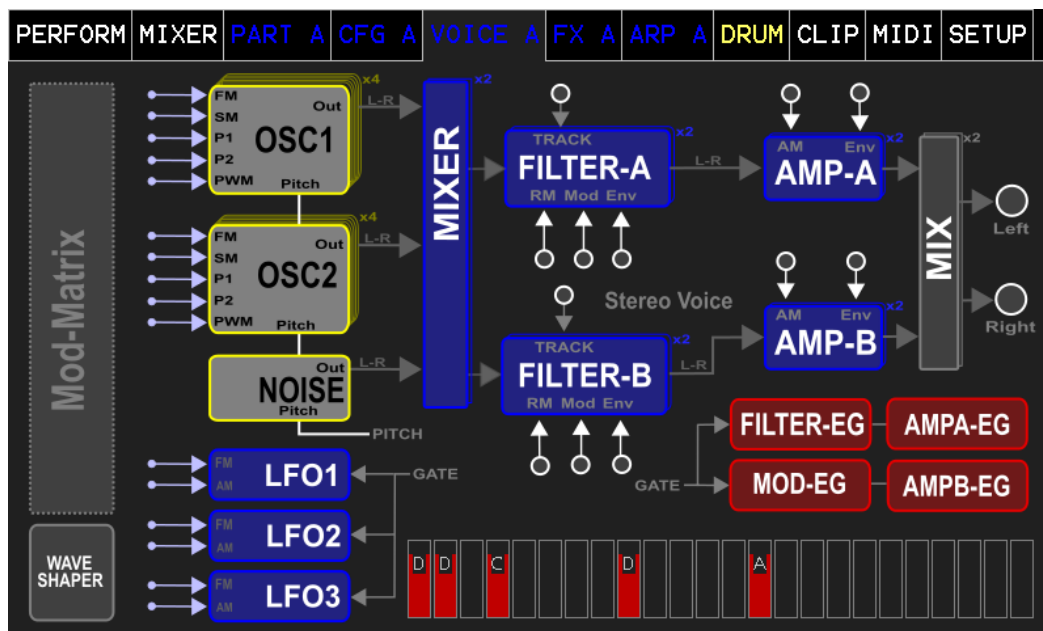 PERFORM MIXER PART A CFG A VOICE A FX A ARP A DRUM CLIP MIDI SETUP
Mod-Matrix
WAVE
SHAPER
x4
FM
SM
P1
P2
PWM
Out
OSC1
Pitch
L-R
x4
FM
SM
P1
P2
PWM
Out
OSC2
Pitch
L-R
Out
NOISE
Pitch
L-R
PITCH
FM
AM
LFO1
GATE
FM
AM
LFO2
FM
AM
LFO3
MIXER
x2
TRACK
FILTER-A
RM Mod Env
x2
L-R
Stereo Voice
TRACK
FILTER-B
RM Mod Env
x2
L-R
AM Env
AMP-A
x2
AM Env
AMP-B
x2
MIX
x2
Left
Right
GATE
FILTER-EG
AMPA-EG
MOD-EG
AMPB-EG
D D C D A